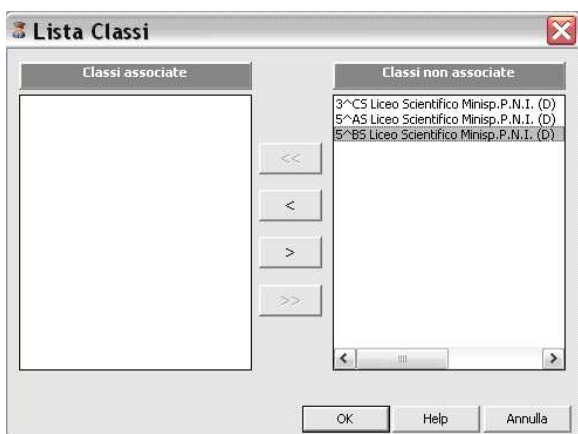 Lista Classi
Classi associate
Classi non associate
3^CS Liceo Scientifico Minisp.P.N.I. (D)
5^AS Liceo Scientifico Minisp.P.N.I. (D)
5^BS Liceo Scientifico Minisp.P.N.I. (D)
<<
<
>
>>
OK
Help
Annulla